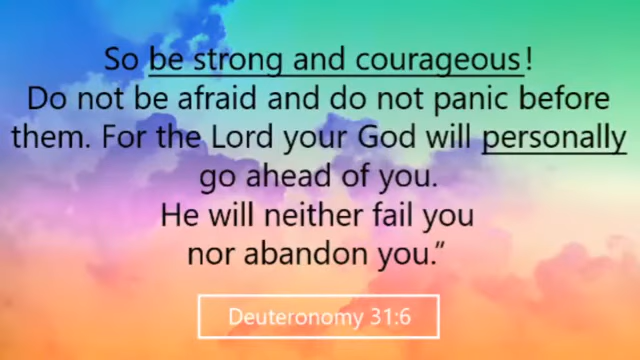 So be strong and courageous!
Do not be afraid and do not panic before
them. For the Lord your God will personally
go ahead of you.
He will neither fail you
nor abandon you.”
Deuteronomy 31:6